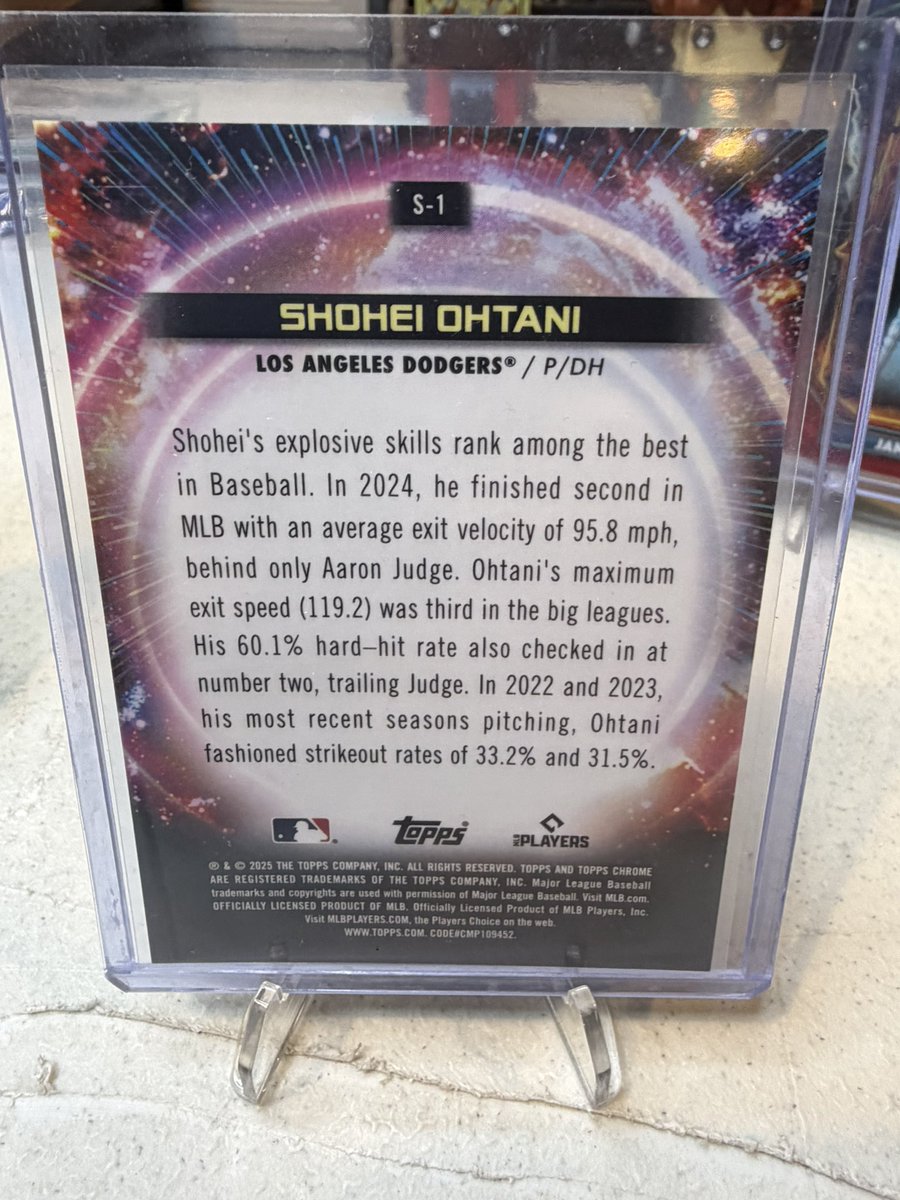 S-1
SHOHEI OHTANI
LOS ANGELES DODGERS® / P/DH
Shohei's explosive skills rank among the best
in Baseball. In 2024, he finished second in
MLB with an average exit velocity of 95.8 mph,
behind only Aaron Judge. Ohtani's maximum
exit speed (119.2) was third in the big leagues.
His 60.1% hard-hit rate also checked in at
number two, trailing Judge. In 2022 and 2023,
his most recent seasons pitching, Ohtani
fashioned strikeout rates of 33.2% and 31.5%.
Topps
PLAYERS
® & © 2025 THE TOPPS COMPANY, INC. ALL RIGHTS RESERVED. TOPPS AND TOPPS CHROME
ARE REGISTERED TRADEMARKS OF THE TOPPS COMPANY, INC. Major League Baseball
trademarks and copyrights are used with permission of Major League Baseball. Visit MLB.com.
OFFICIALLY LICENSED PRODUCT OF MLB. Officially Licensed Product of MLB Players, Inc.
Visit MLBPLAYERS.COM, the Players Choice on the web.
WWW.TOPPS.COM. CODE#CMP109452.
JA